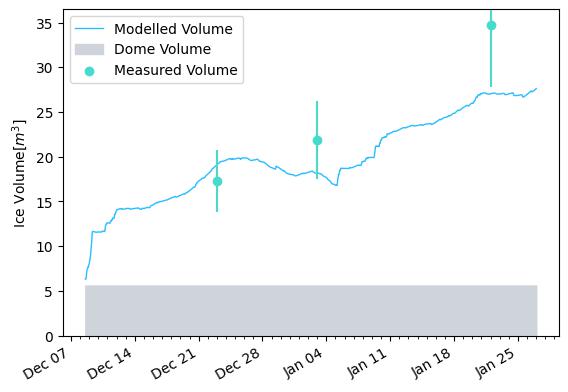 Modelled Volume
Dome Volume
Measured Volume
Ice Volume[m³]
35
30
25
20
15
10
5
0
Dec 07
Dec 14
Dec 21
Dec 28
Jan 04
Jan 11
Jan 18
Jan 25